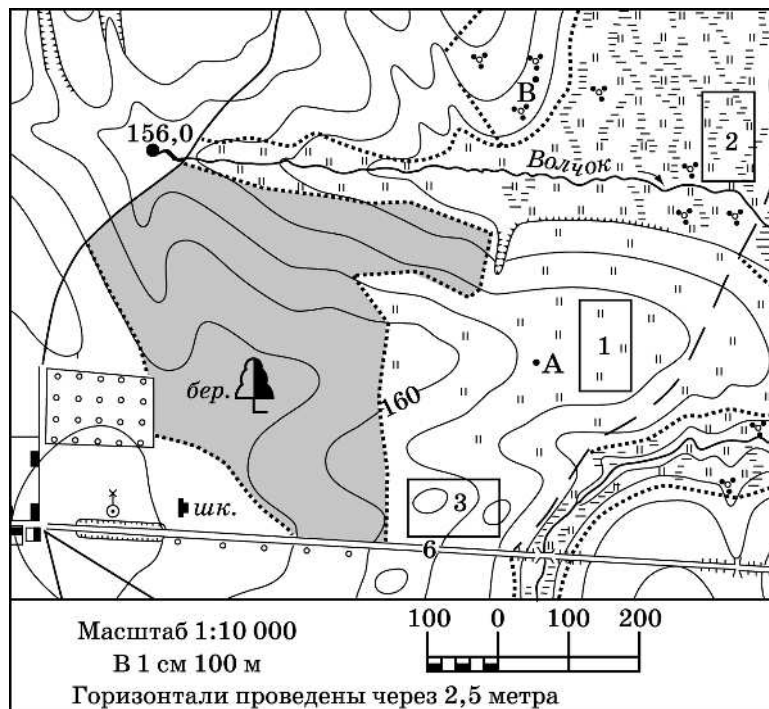 В
156,0
2
Волчок
1
А
бер.
160
3
шк.
6
Масштаб 1:10 000
В 1 см 100 м
100 0 100 200
Горизонтали проведены через 2,5 метра